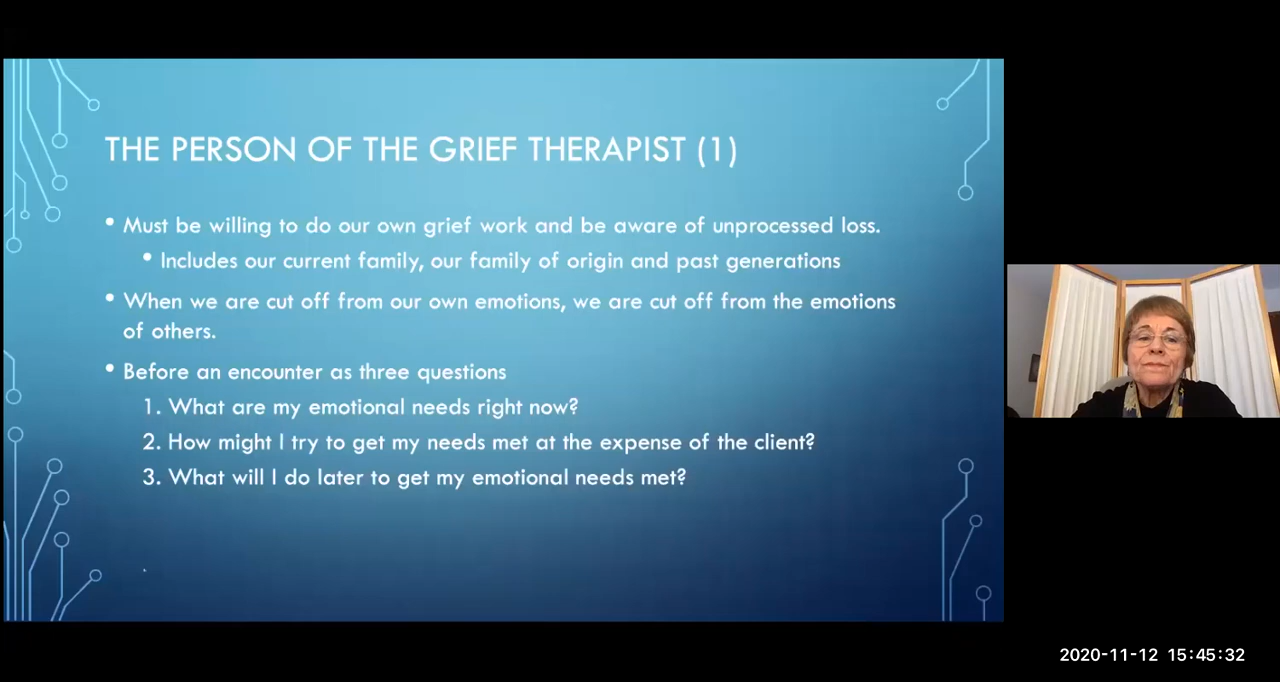 THE PERSON OF THE GRIEF THERAPIST (1)
• Must be willing to do our own grief work and be aware of unprocessed loss.
• Includes our current family, our family of origin and past generations
• When we are cut off from our own emotions, we are cut off from the emotions
of others.
• Before an encounter as three questions
1. What are my emotional needs right now?
2. How might I try to get my needs met at the expense of the client?
3. What will I do later to get my emotional needs met?
.
2020-11-12 15:45:32